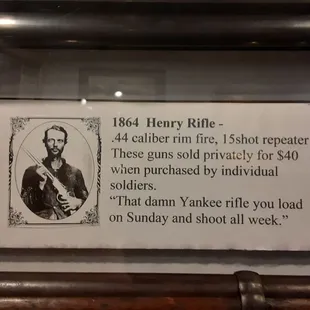 1864 Henry Rifle -
.44 caliber rim fire, 15shot repeater
These guns sold privately for $40
when purchased by individual
soldiers.
“That damn Yankee rifle you load
on Sunday and shoot all week.”